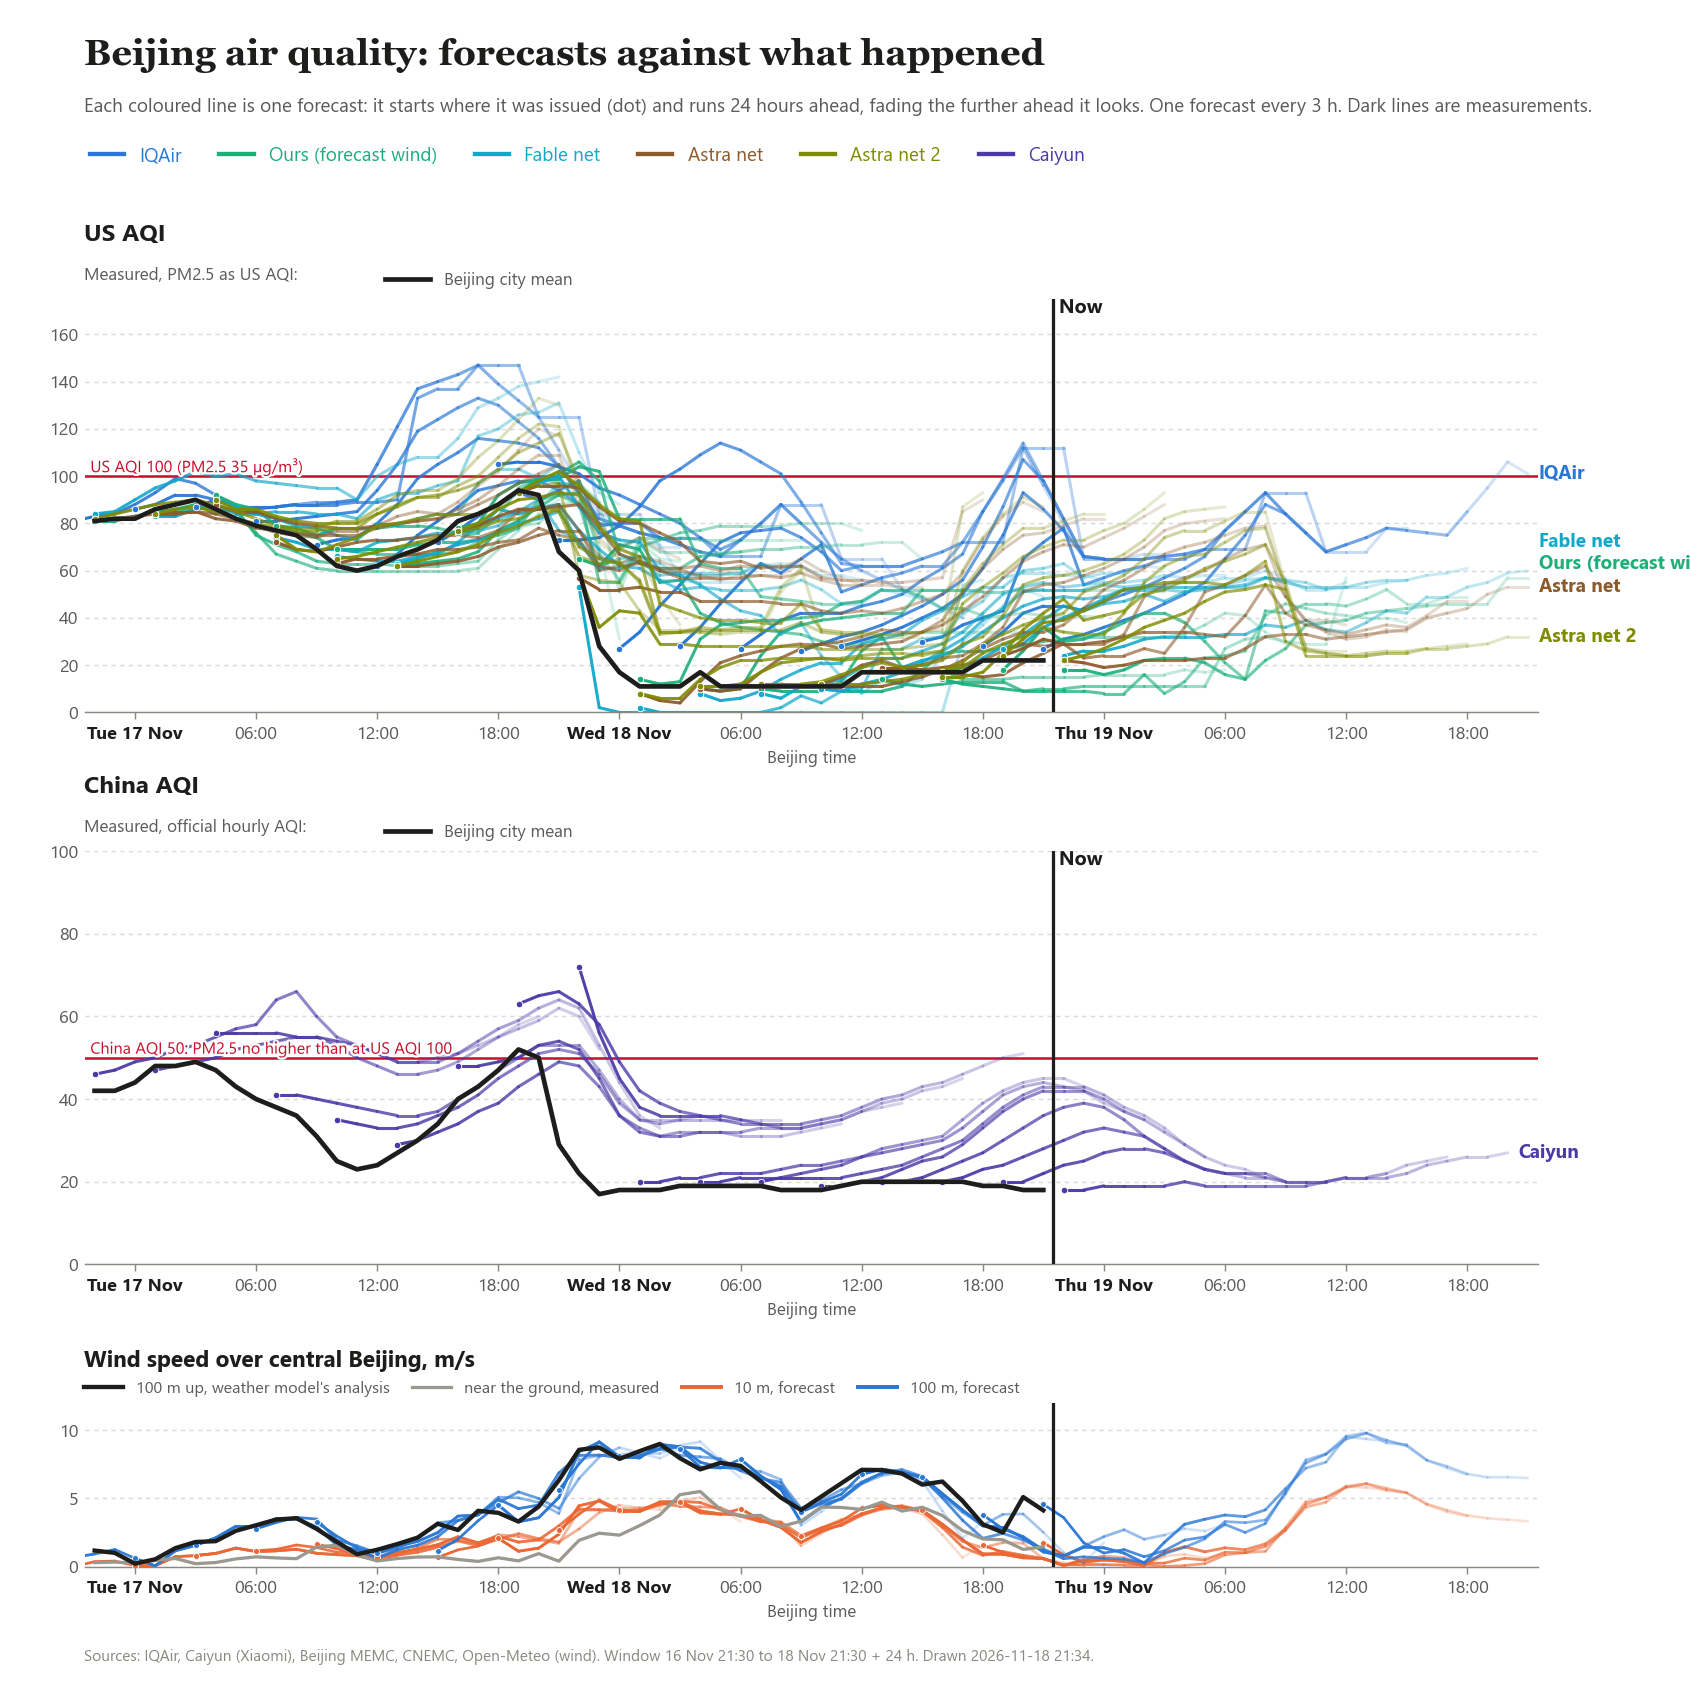 Beijing air quality: forecasts against what happened
Each coloured line is one forecast: it starts where it was issued (dot) and runs 24 hours ahead, fading the further ahead it looks. One forecast every 3 h. Dark lines are measurements.
IQAir Ours (forecast wind) Fable net Astra net Astra net 2 Caiyun
US AQI
Measured, PM2.5 as US AQI: Beijing city mean
Now
160
140
120
100
80
60
40
20
0
US AQI 100 (PM2.5 35 µg/m³)
IQAir
Fable net
Ours (forecast wi
Astra net
Astra net 2
Tue 17 Nov 06:00 12:00 18:00 Wed 18 Nov 06:00 12:00 18:00 Thu 19 Nov 06:00 12:00 18:00
Beijing time
China AQI
Measured, official hourly AQI: Beijing city mean
Now
100
80
60
40
20
0
China AQI 50: PM2.5 no higher than at US AQI 100
Caiyun
Tue 17 Nov 06:00 12:00 18:00 Wed 18 Nov 06:00 12:00 18:00 Thu 19 Nov 06:00 12:00 18:00
Beijing time
Wind speed over central Beijing, m/s
100 m up, weather model's analysis near the ground, measured 10 m, forecast 100 m, forecast
10
5
0
Tue 17 Nov 06:00 12:00 18:00 Wed 18 Nov 06:00 12:00 18:00 Thu 19 Nov 06:00 12:00 18:00
Beijing time
Sources: IQAir, Caiyun (Xiaomi), Beijing MEMC, CNEMC, Open-Meteo (wind). Window 16 Nov 21:30 to 18 Nov 21:30 + 24 h. Drawn 2026-11-18 21:34.